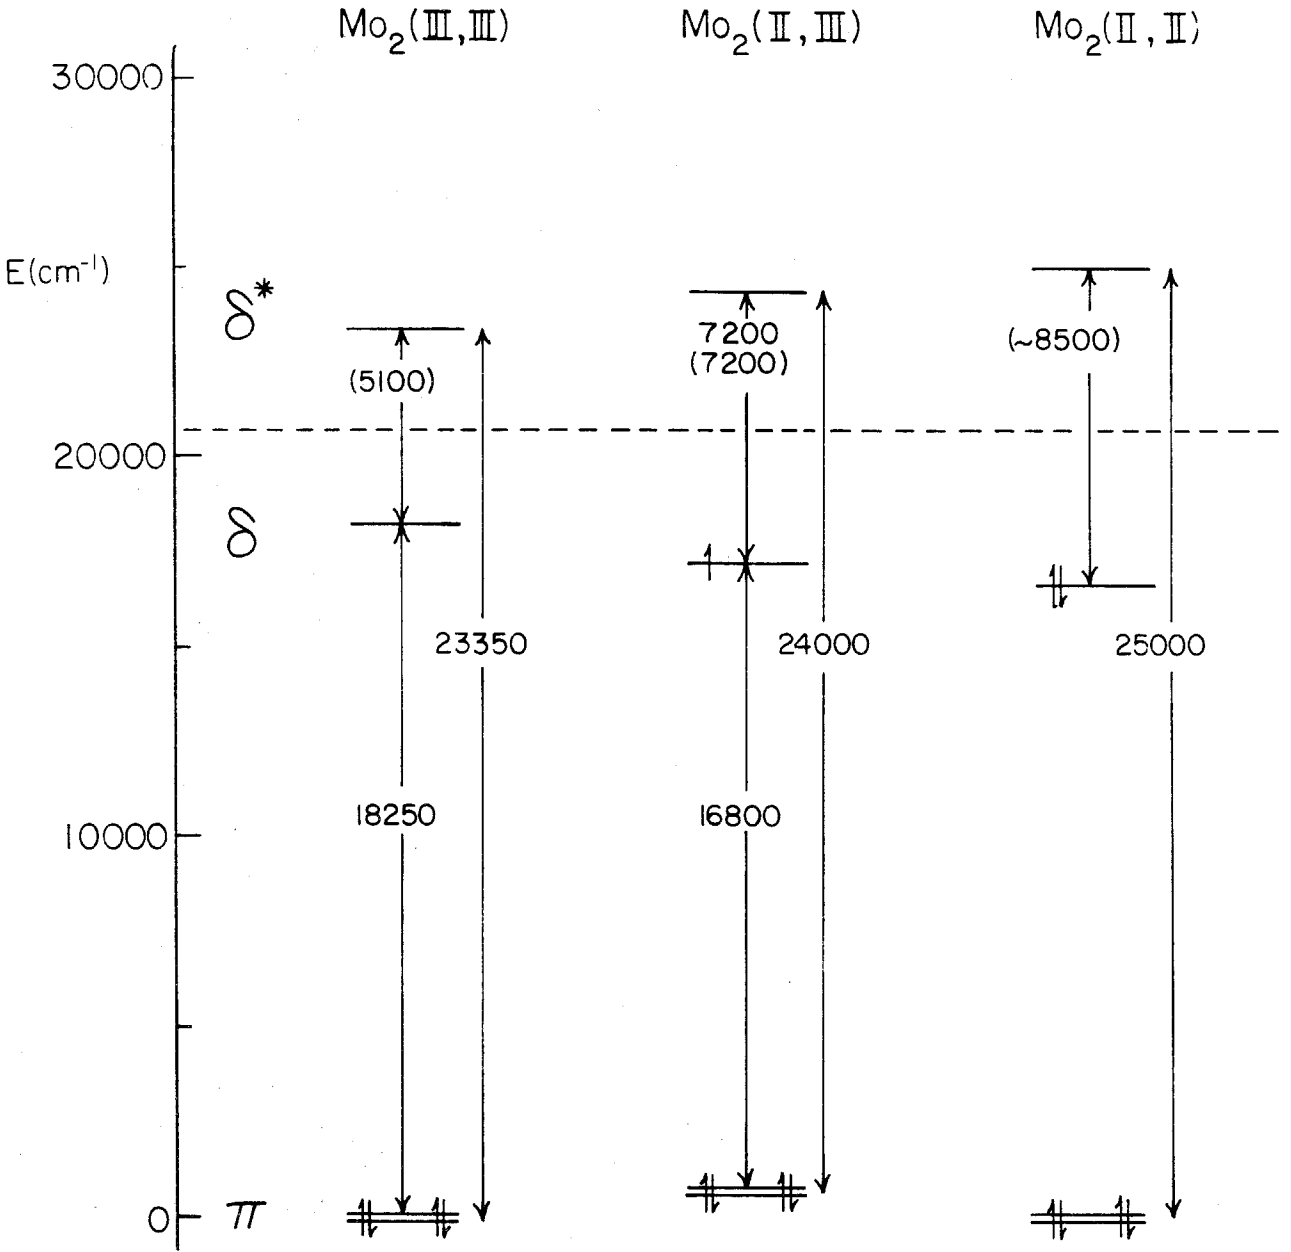 Mo₂(III,III) Mo₂(II,III) Mo₂(II,II)
30000
E(cm⁻¹)
δ*
7200
(7200)
(~8500)
(5100)
20000
δ
23350 24000 25000
18250 16800
10000
0 π